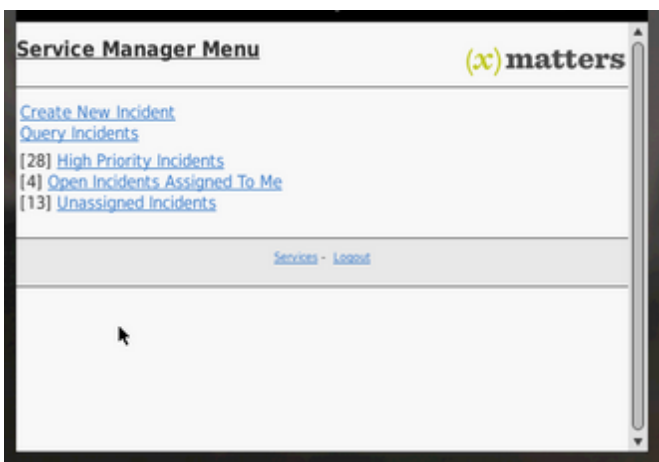 Service Manager Menu
(x) matters
Create New Incident
Query Incidents
[28] High Priority Incidents
[4] Open Incidents Assigned To Me
[13] Unassigned Incidents
Services - Logout